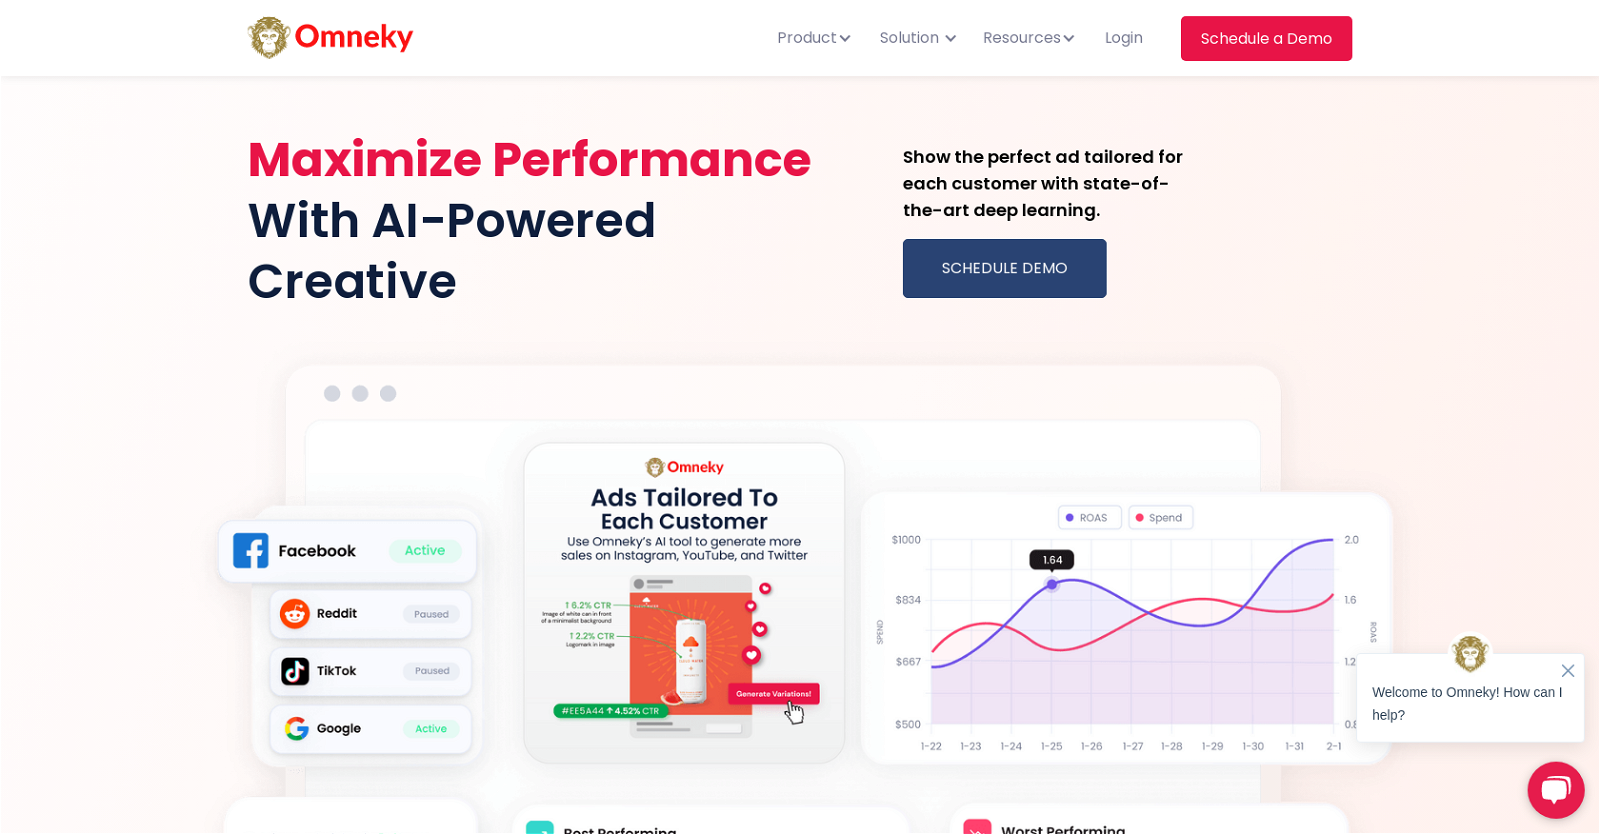 Omneky
Product
Solution
Resources
Login
Schedule a Demo
Maximize Performance
With AI-Powered
Creative
Show the perfect ad tailored for
each customer with state-of-
the-art deep learning.
SCHEDULE DEMO
Facebook
Active
Reddit
Paused
TikTok
Paused
Google
Active
Omneky
Ads Tailored To
Each Customer
Use Omneky's AI tool to generate more
sales on Instagram, YouTube, and Twitter
↑ 6.2% CTR
Image of white can in front
of a minimalist background
↑ 2.2% CTR
Logomark in image
Generate Variations!
#EE5A44 ↑ 4.52% CTR
ROAS
Spend
1.64
$1000
$834
$667
$500
SPEND
2.0
1.6
1.2
0.8
ROAS
1-22 1-23 1-24 1-25 1-26 1-27 1-28 1-29 1-30 1-31 2-1
Welcome to Omneky! How can I
help?
Best Performing
Worst Performing